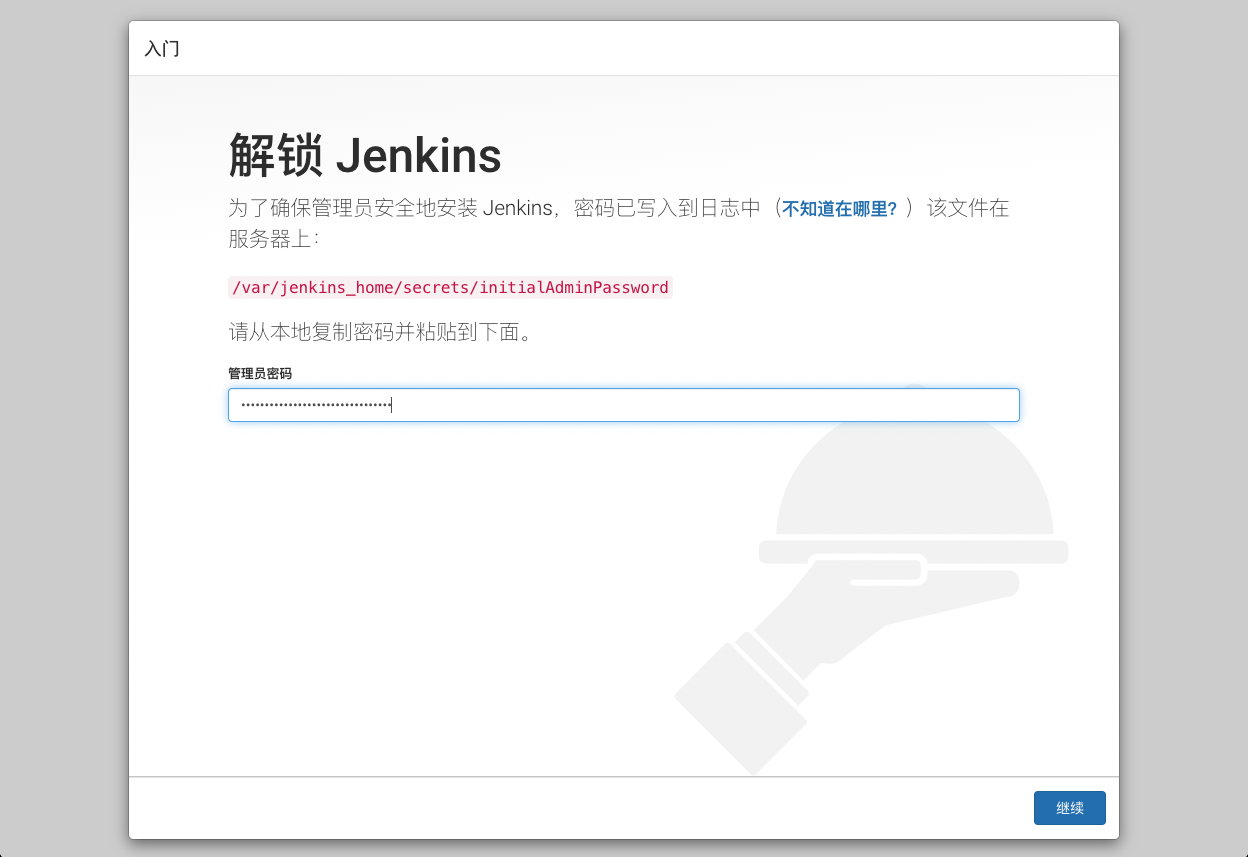 入门
解锁 Jenkins
为了确保管理员安全地安装 Jenkins，密码已写入到日志中（不知道在哪里？）该文件在
服务器上：
/var/jenkins_home/secrets/initialAdminPassword
请从本地复制密码并粘贴到下面。
管理员密码
继续